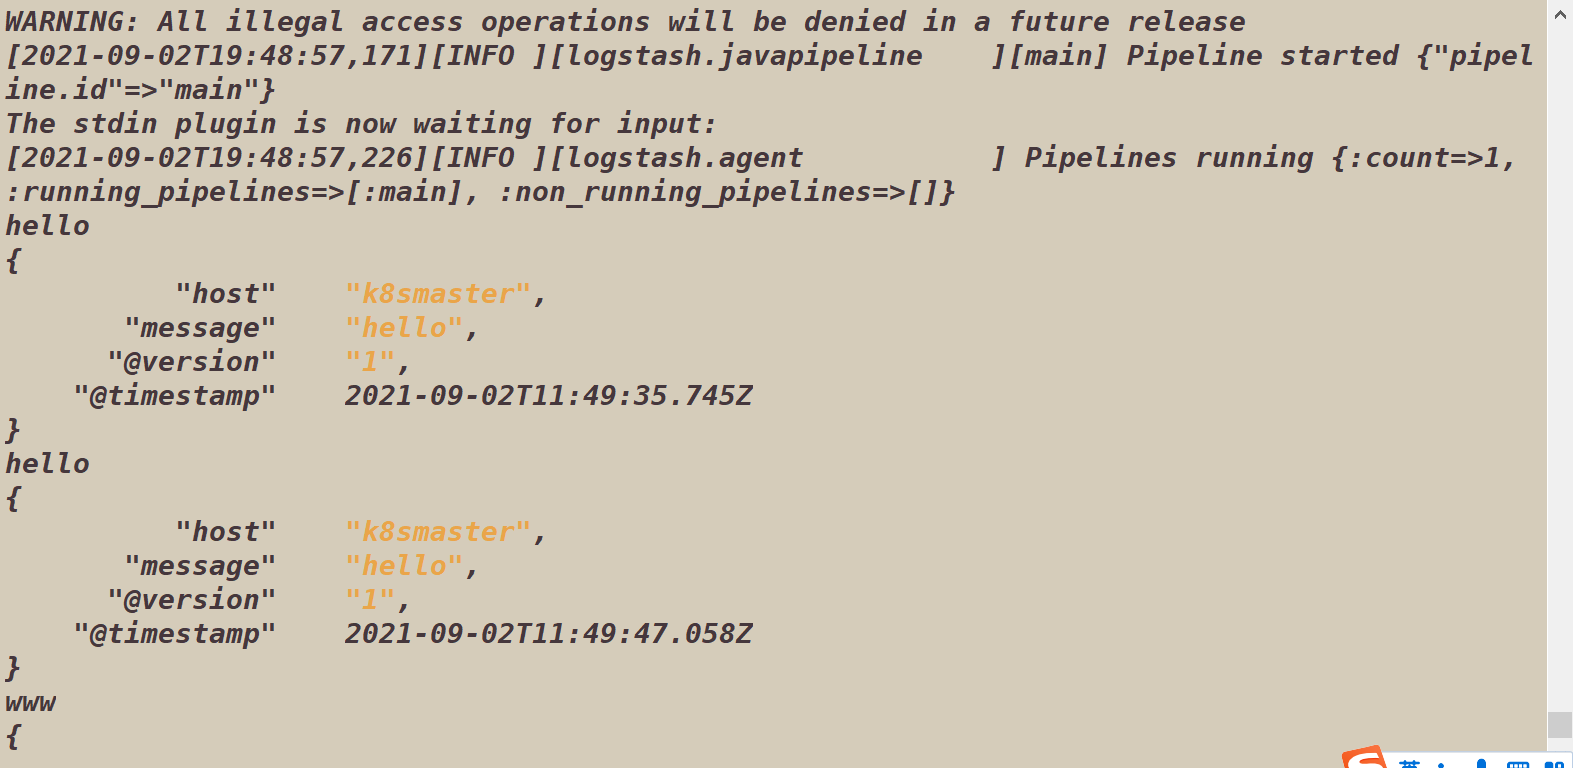 WARNING: All illegal access operations will be denied in a future release
[2021-09-02T19:48:57,171][INFO ][logstash.javapipeline    ][main] Pipeline started {"pipel
ine.id"=>"main"}
The stdin plugin is now waiting for input:
[2021-09-02T19:48:57,226][INFO ][logstash.agent           ] Pipelines running {:count=>1,
:running_pipelines=>[:main], :non_running_pipelines=>[]}
hello
{
          "host"    "k8smaster",
       "message"    "hello",
      "@version"    "1",
    "@timestamp"    2021-09-02T11:49:35.745Z
}
hello
{
          "host"    "k8smaster",
       "message"    "hello",
      "@version"    "1",
    "@timestamp"    2021-09-02T11:49:47.058Z
}
www
{